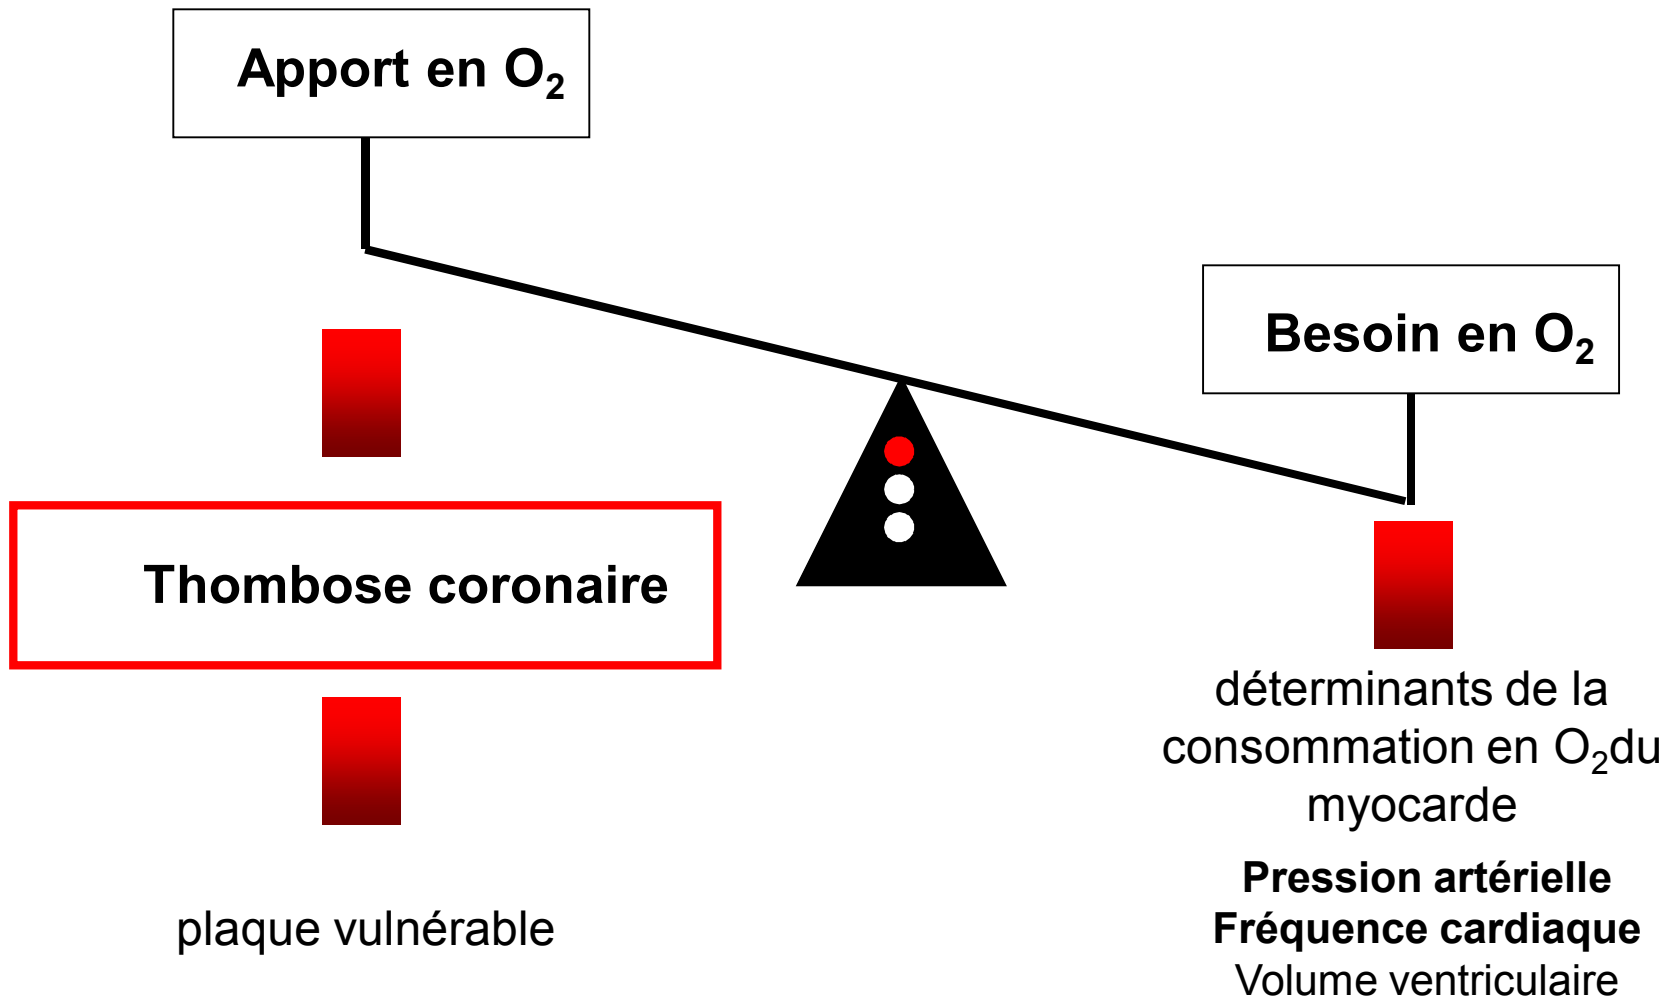 Apport en O₂
Besoin en O₂
Thombose coronaire
déterminants de la
consommation en O₂du
myocarde
Pression artérielle
Fréquence cardiaque
Volume ventriculaire
plaque vulnérable